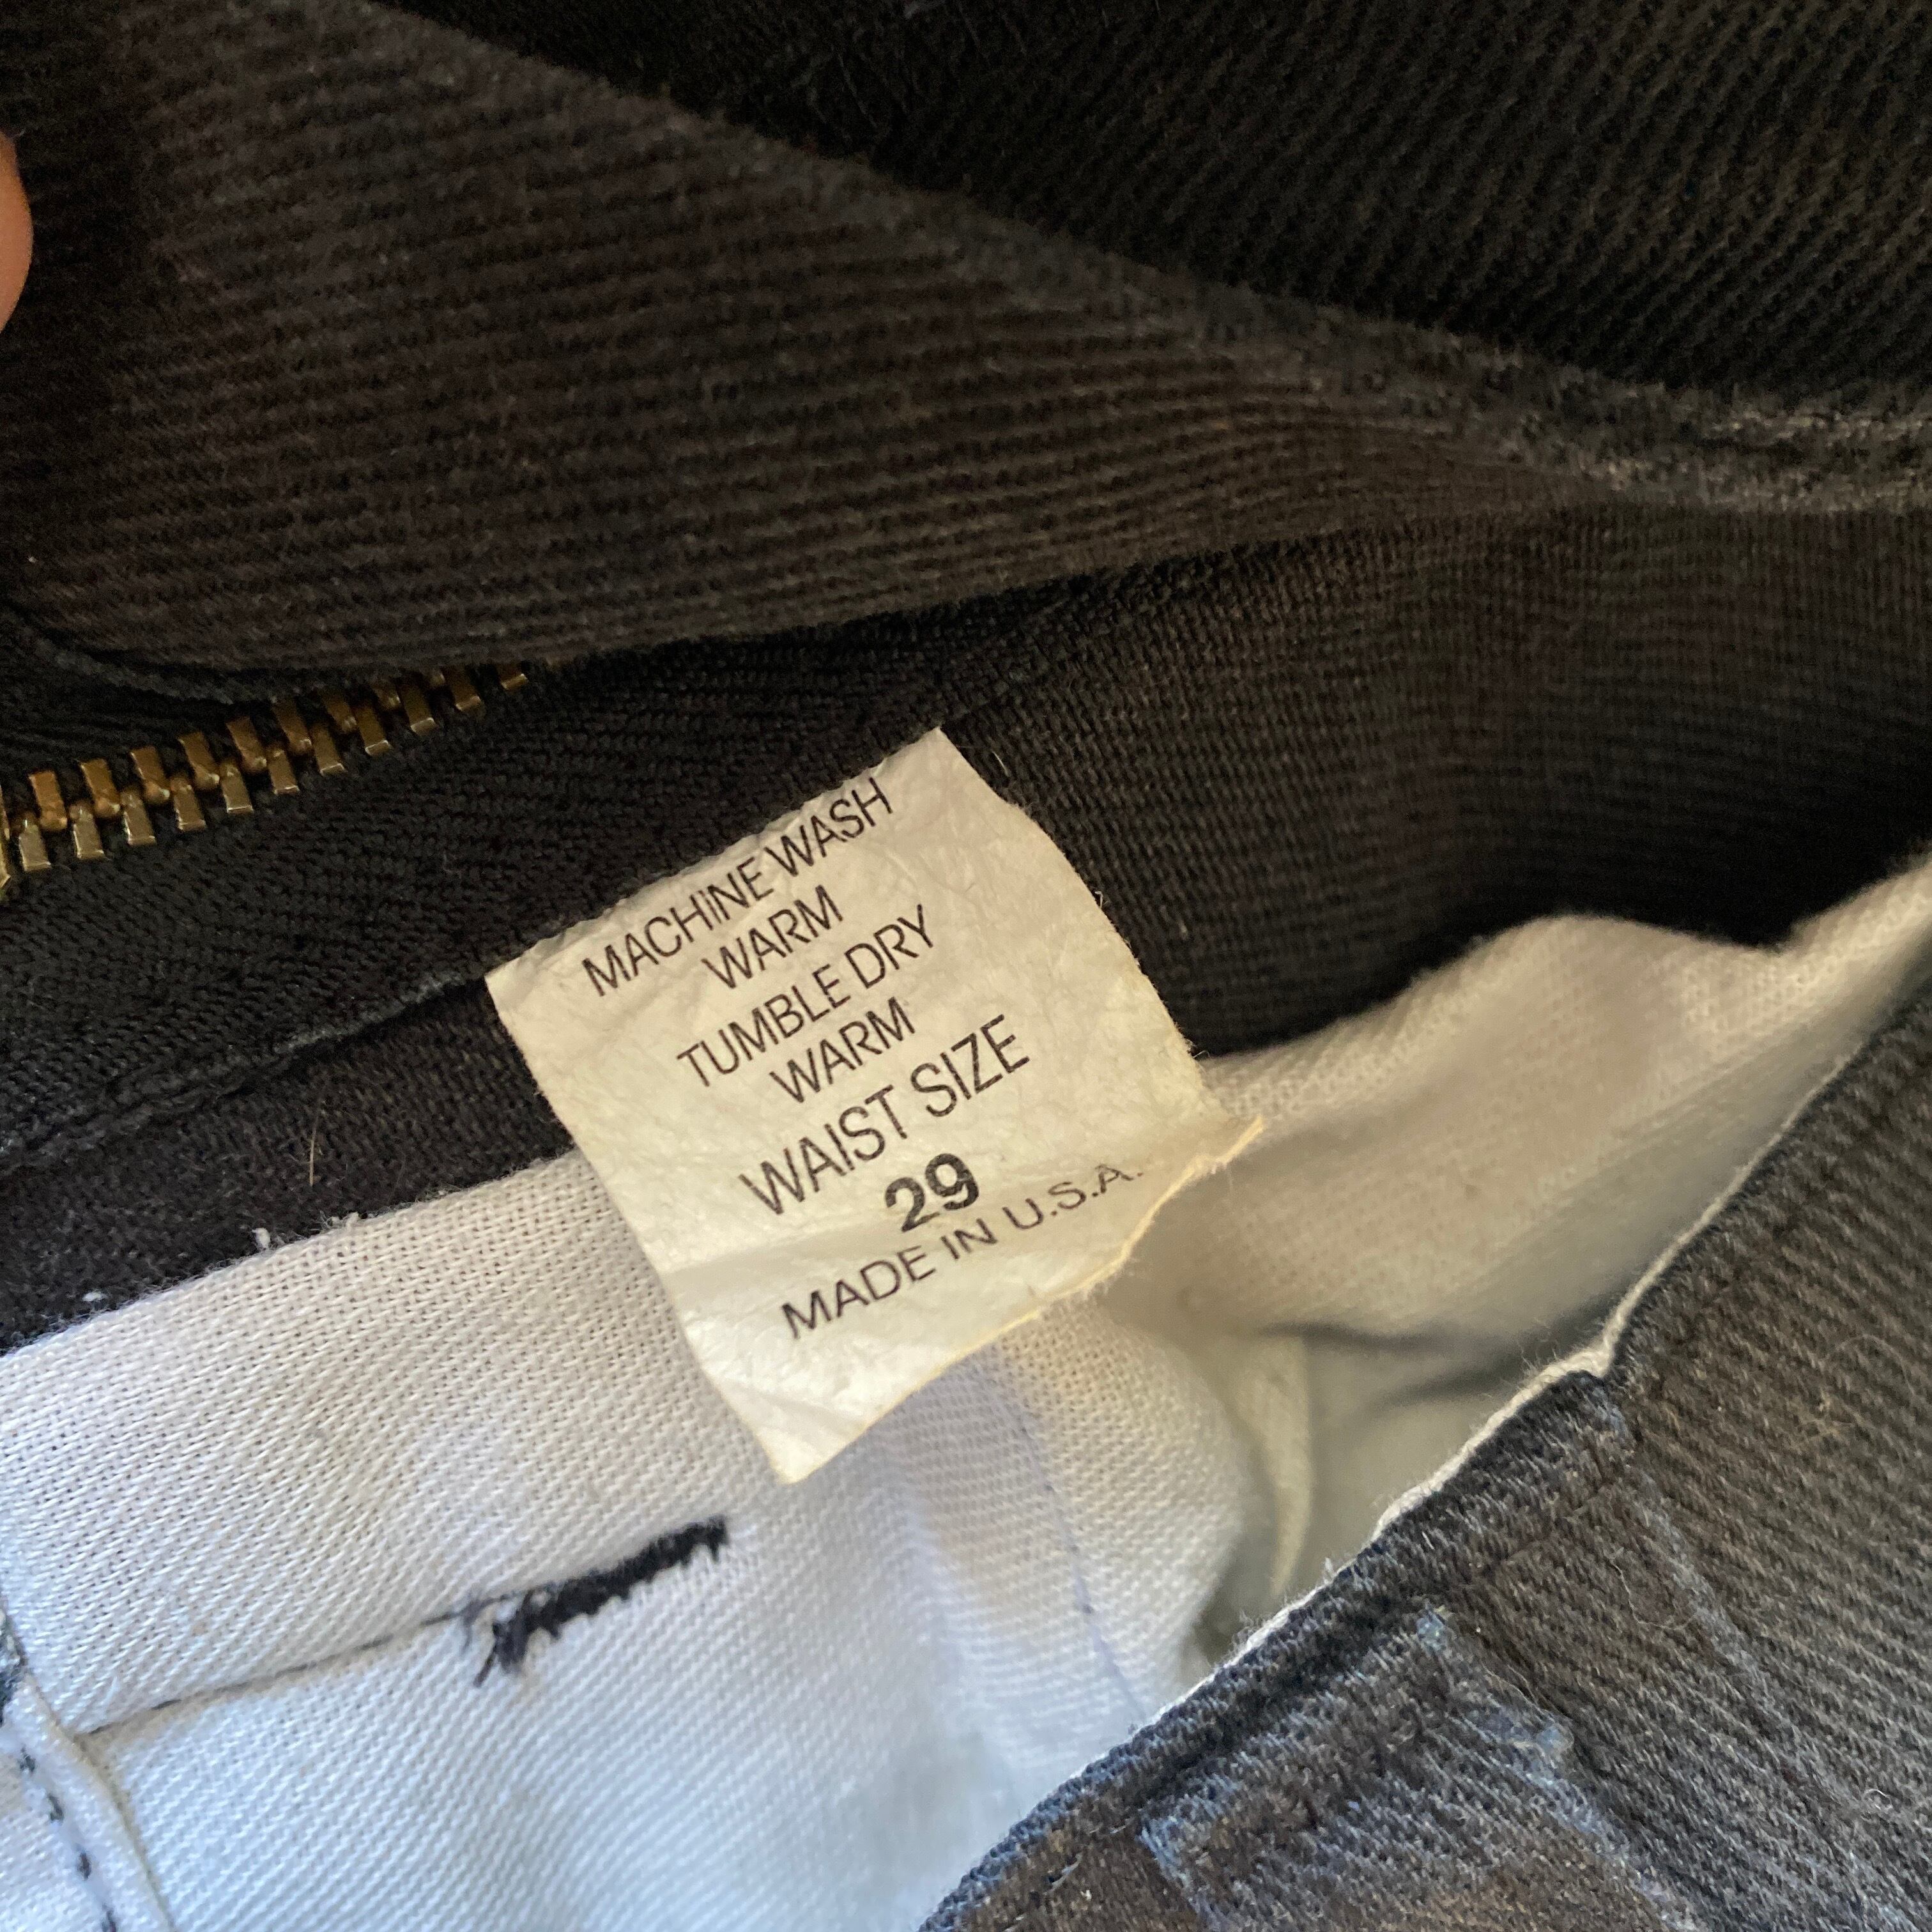 MACHINE WASH
WARM
TUMBLE DRY
WARM
WAIST SIZE
29
MADE IN U.S.A.